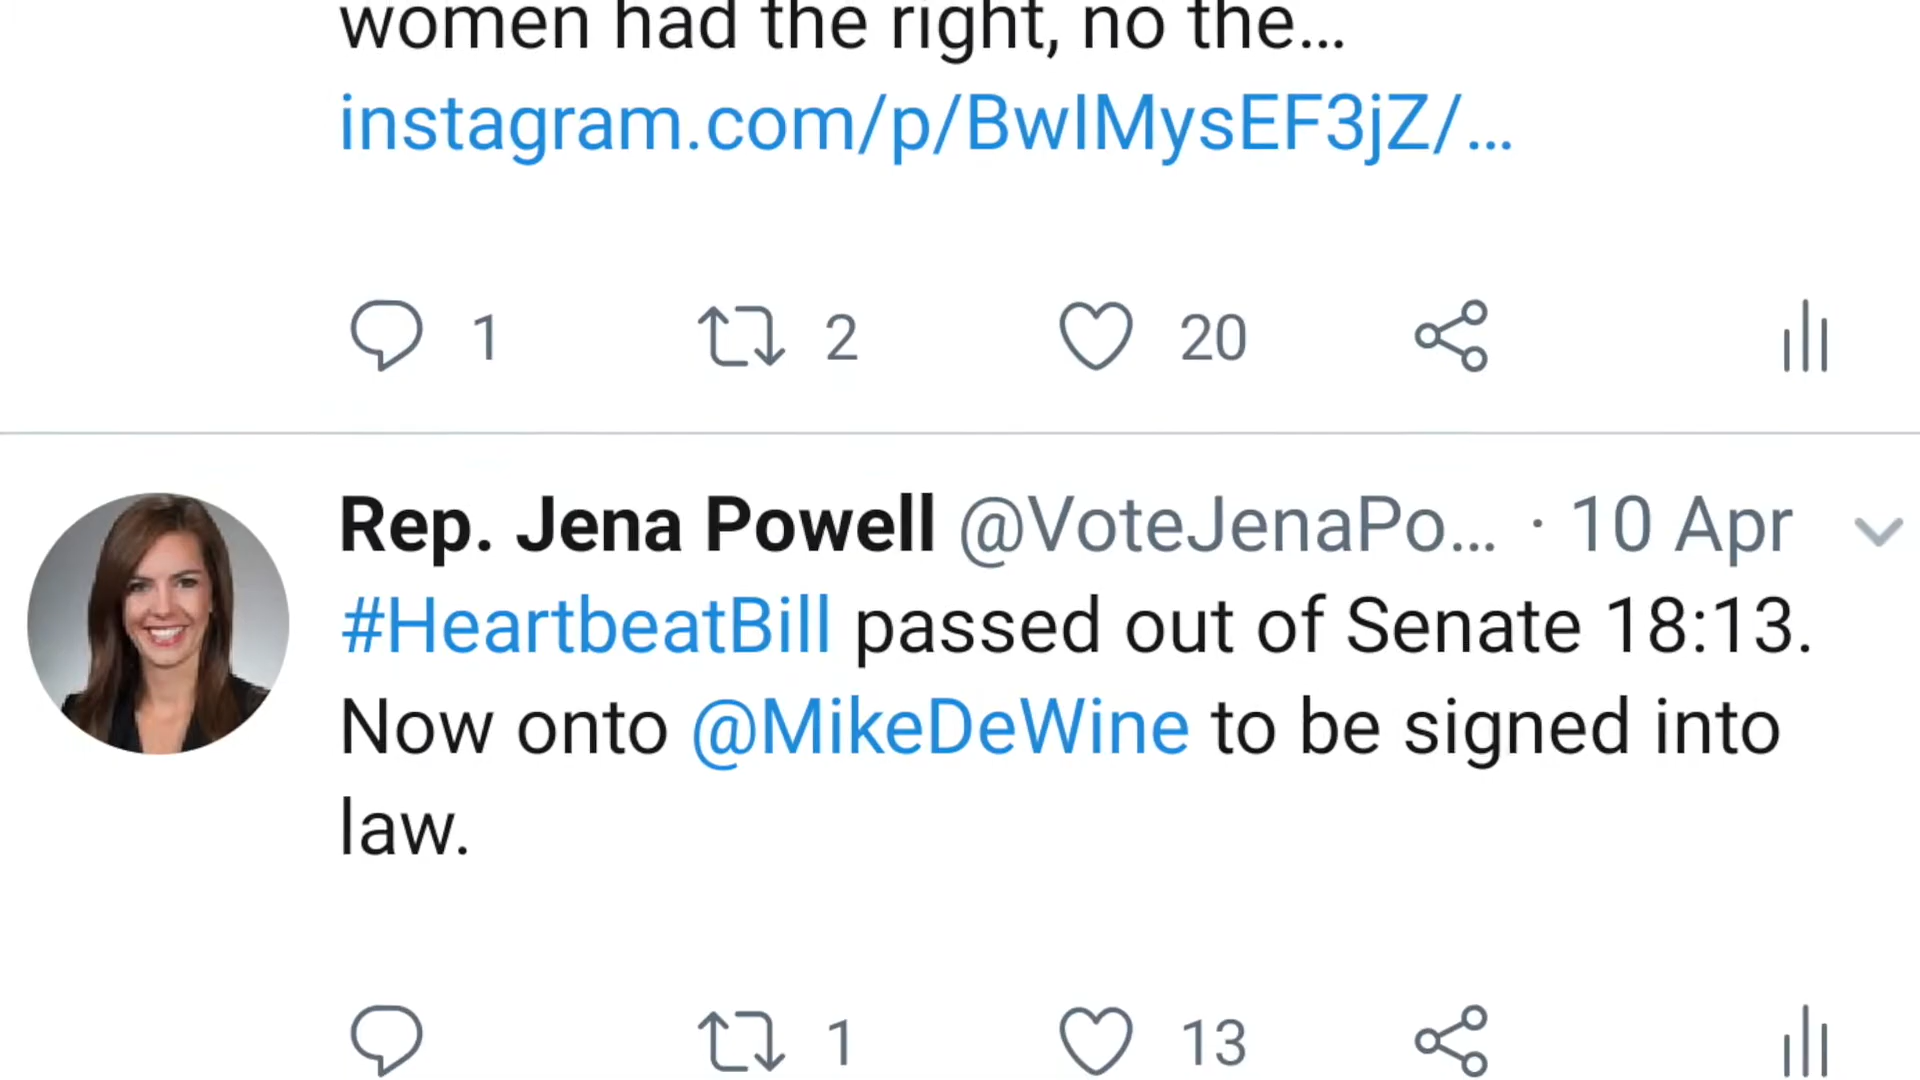 women had the right, no the…
instagram.com/p/BwIMysEF3jZ/…
1 2 20
Rep. Jena Powell @VoteJenaPo... · 10 Apr
#HeartbeatBill passed out of Senate 18:13.
Now onto @MikeDeWine to be signed into
law.
1 13